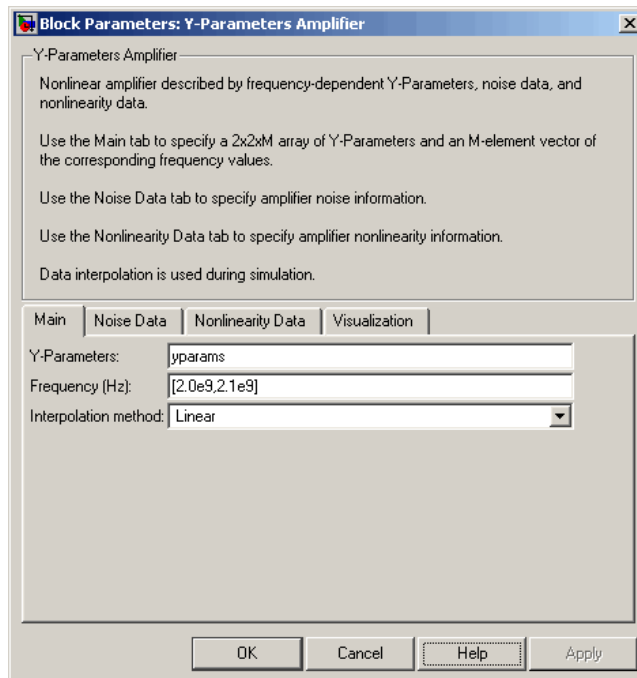 Block Parameters: Y-Parameters Amplifier
Y-Parameters Amplifier
Nonlinear amplifier described by frequency-dependent Y-Parameters, noise data, and
nonlinearity data.
Use the Main tab to specify a 2x2xM array of Y-Parameters and an M-element vector of
the corresponding frequency values.
Use the Noise Data tab to specify amplifier noise information.
Use the Nonlinearity Data tab to specify amplifier nonlinearity information.
Data interpolation is used during simulation.
Main Noise Data Nonlinearity Data Visualization
Y-Parameters: yparams
Frequency (Hz): [2.0e9,2.1e9]
Interpolation method: Linear
OK Cancel Help Apply